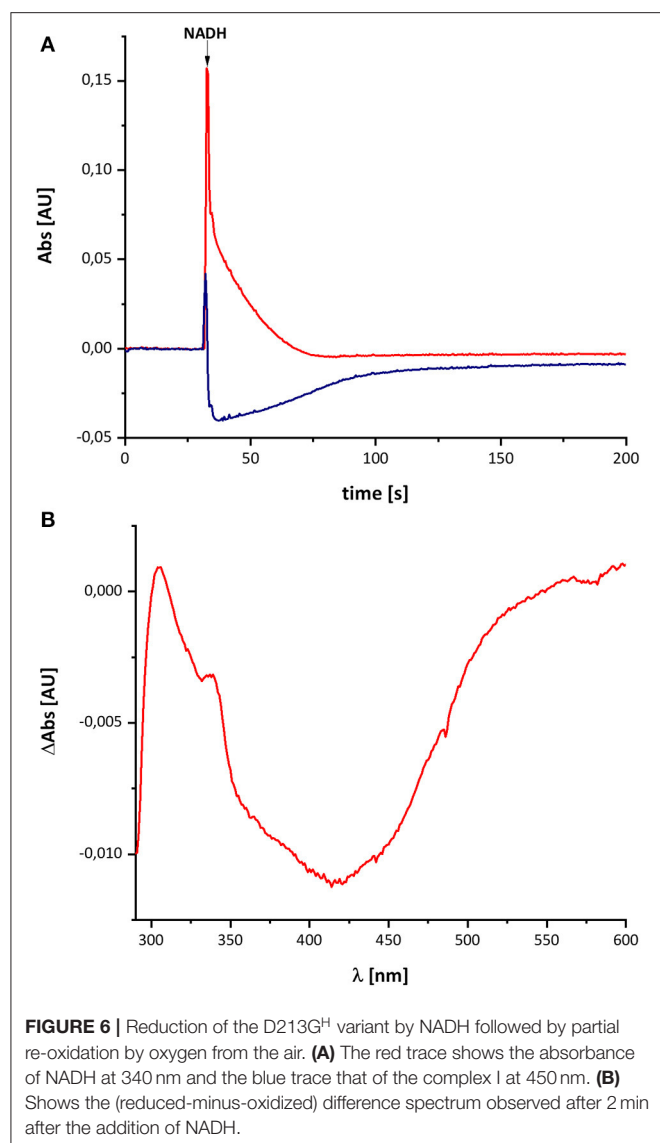 A
NADH
0,15
0,10
0,05
0,00
-0,05
Abs [AU]
0 50 100 150 200
time [s]
B
0,000
-0,005
-0,010
ΔAbs [AU]
300 350 400 450 500 550 600
λ [nm]
FIGURE 6 | Reduction of the D213Gᴴ variant by NADH followed by partial
re-oxidation by oxygen from the air. (A) The red trace shows the absorbance
of NADH at 340 nm and the blue trace that of the complex I at 450 nm. (B)
Shows the (reduced-minus-oxidized) difference spectrum observed after 2 min
after the addition of NADH.